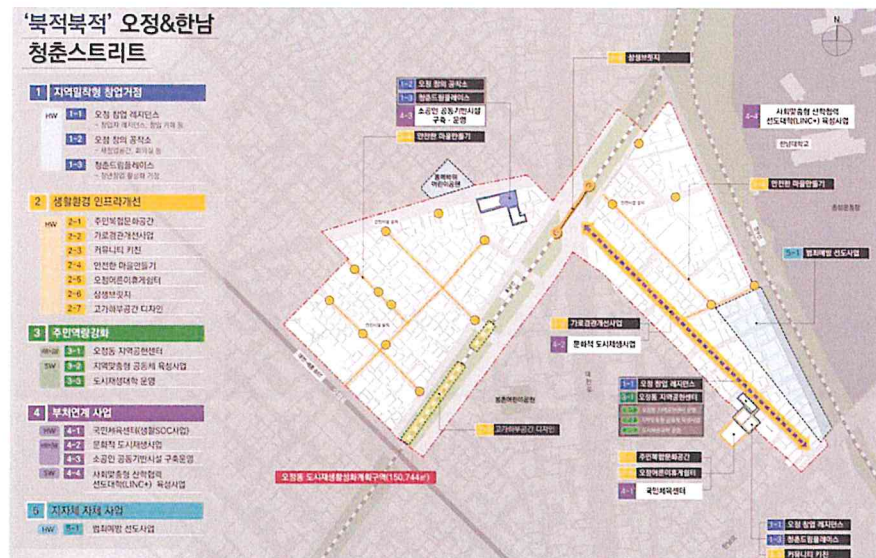 '북적북적' 오정&한남
청춘스트리트
1 지역밀착형 창업거점
HW 1-1 오정 창업 레지던스
1-2 오정 창의 공작소
1-3 청춘드림플레이스
2 생활환경 인프라개선
HW 2-1 주민복합문화공간
2-2 가로경관개선사업
2-3 커뮤니티 키친
2-4 안전한 마을만들기
2-5 오정어른이휴게쉼터
2-6 상생브릿지
2-7 고가하부공간 디자인
3 주민역량강화
3-1 오정동 지역공헌센터
SW 3-2 지역맞춤형 공동체 육성사업
3-3 도시재생대학 운영
4 부처연계 사업
HW 4-1 국민체육센터(생활SOC사업)
4-2 문화적 도시재생사업
4-3 소공인 공동기반시설 구축운영
SW 4-4 사회맞춤형 산학협력
선도대학(LINC+) 육성사업
5 지자체 자체 사업
HW 5-1 범죄예방 선도사업
N
상생브릿지
1-2 오정 창의 공작소
1-3 청춘드림플레이스
4-3 소공인 공동기반시설
구축·운영
안전한 마을만들기
어린이공원
4-4 사회맞춤형 산학협력
선도대학(LINC+) 육성사업
한남대학교
안전한 마을만들기
5-1 범죄예방 선도사업
가로경관개선사업
4-2 문화적 도시재생사업
1-1 오정 창업 레지던스
3-1 오정동 지역공헌센터
고가하부공간 디자인
주민복합문화공간
오정어른이휴게쉼터
4-1 국민체육센터
오정동 도시재생활성화계획구역(150,744㎡)
1-1 오정 창업 레지던스
1-3 청춘드림플레이스
커뮤니티 키친